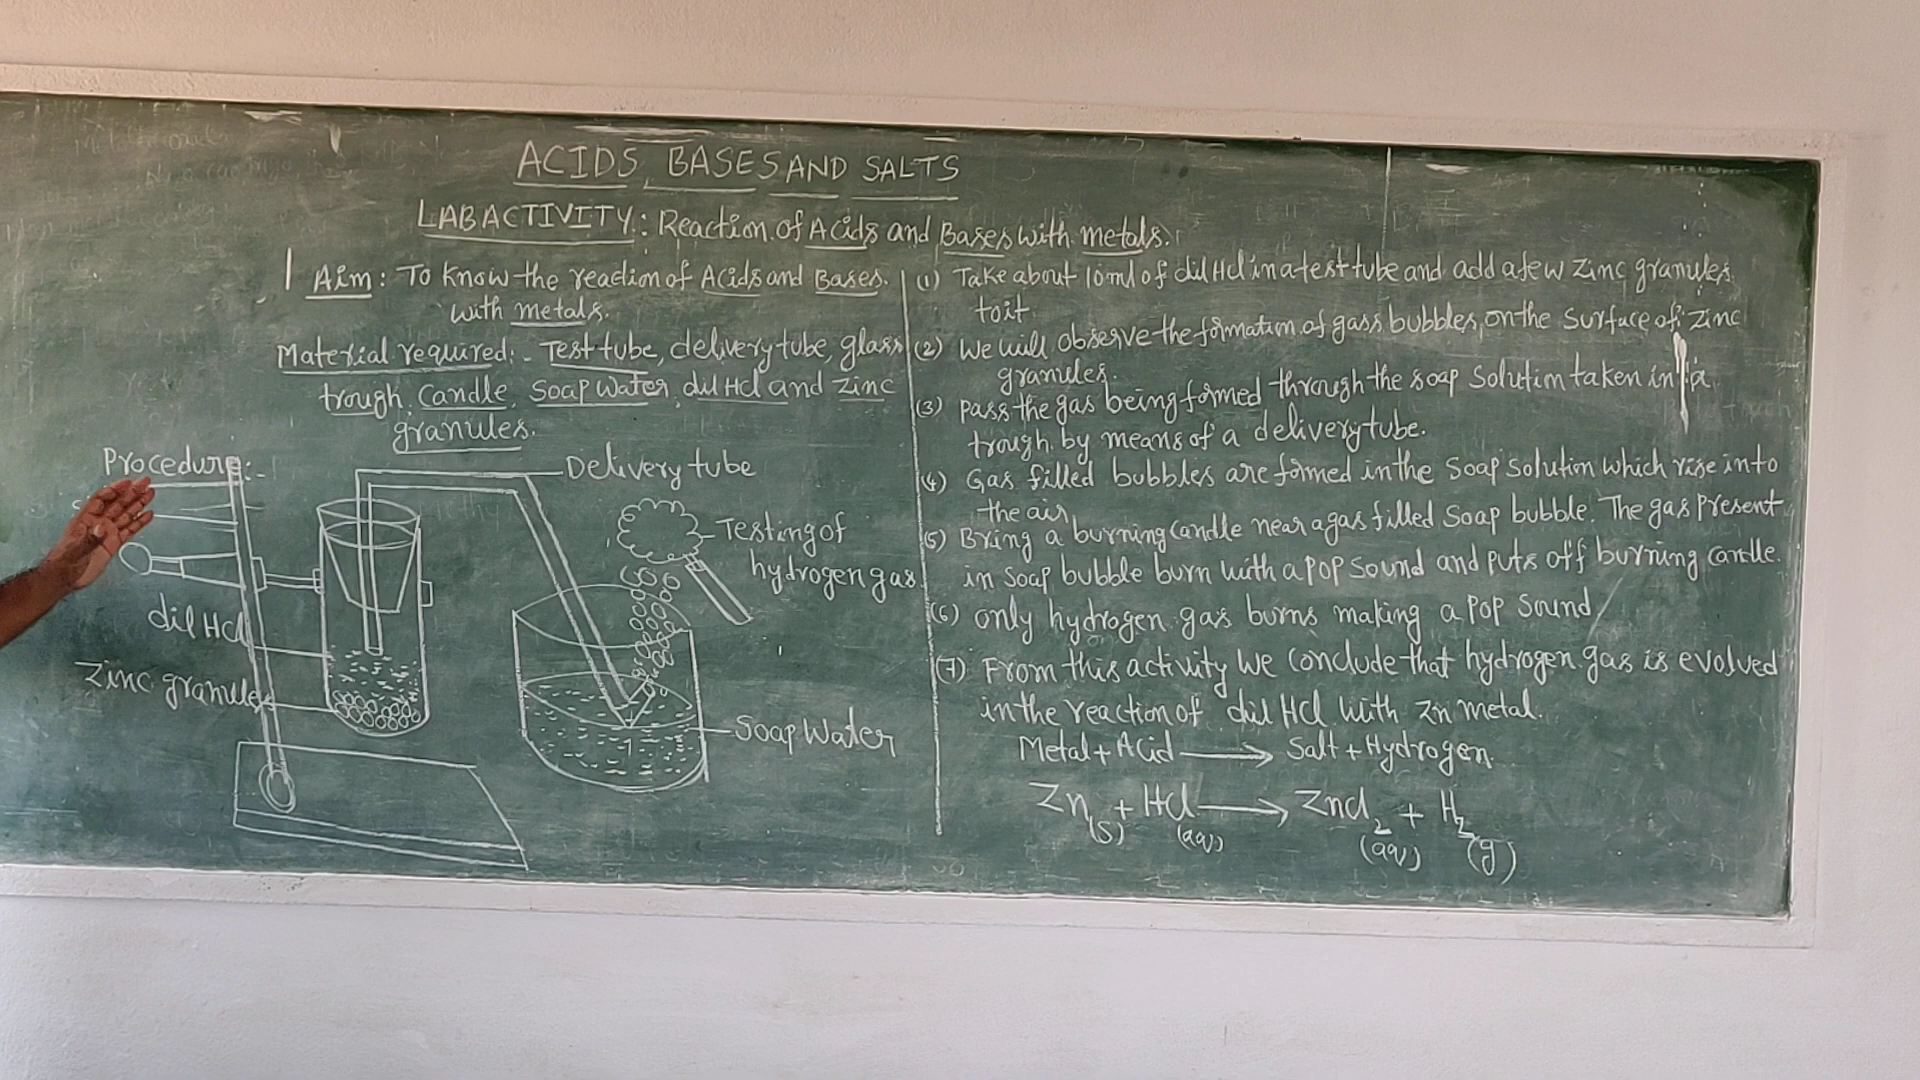 ACIDS, BASES AND SALTS
LAB ACTIVITY: Reaction of Acids and Bases with metals.
Aim: To know the reaction of Acids and Bases.
with metals.
Material required:- Test tube, delivery tube, glass
trough, Candle, Soap Water, dil Hcl and zinc
granules.
Procedure:-
Delivery tube
Testing of
hydrogen gas
dil Hcl
Zinc granules
Soap Water
(1) Take about 10ml of dil Hcl in a test tube and add a few zinc granules
to it.
(2) We will observe the formation of gass bubbles, on the surface of zinc
granules.
(3) Pass the gas being formed through the soap solution taken in a
trough by means of a delivery tube.
(4) Gas filled bubbles are formed in the soap solution which rise into
the air
(5) Bring a burning candle near a gas filled soap bubble. The gas present
in soap bubble burn with a pop sound and puts off burning candle.
(6) only hydrogen gas burns making a pop sound
(7) From this activity we conclude that hydrogen gas is evolved
in the reaction of dil Hcl with zn metal.
Metal + Acid → Salt + Hydrogen
Zn(s) + Hcl(aq) → Zncl2(aq) + H2(g)